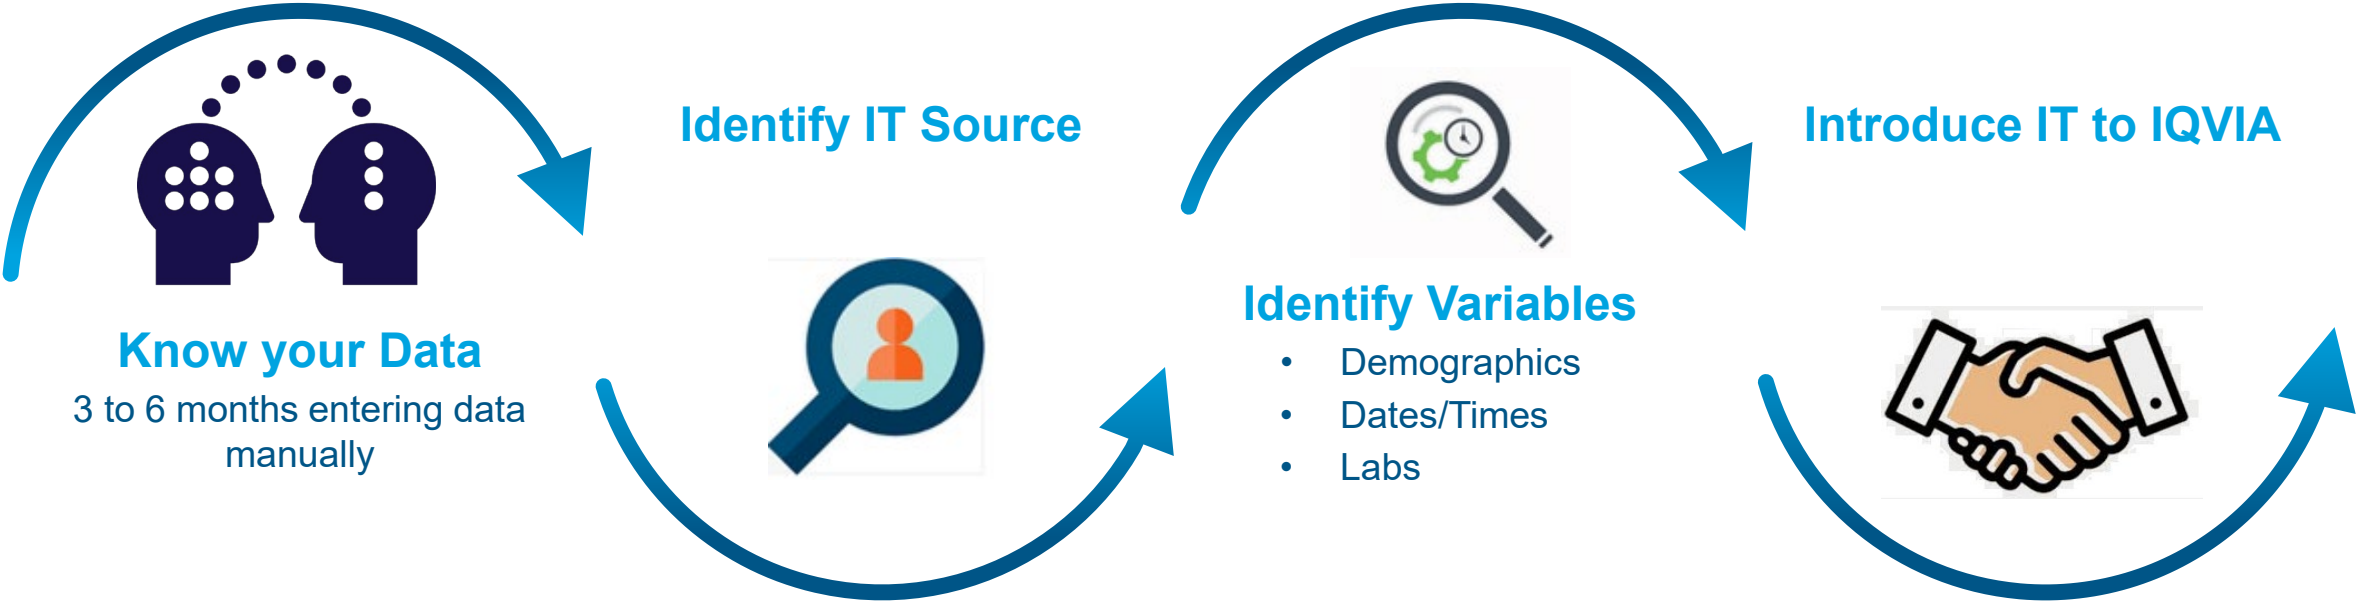 Know your Data
3 to 6 months entering data
manually
Identify IT Source
Identify Variables
• Demographics
• Dates/Times
• Labs
Introduce IT to IQVIA